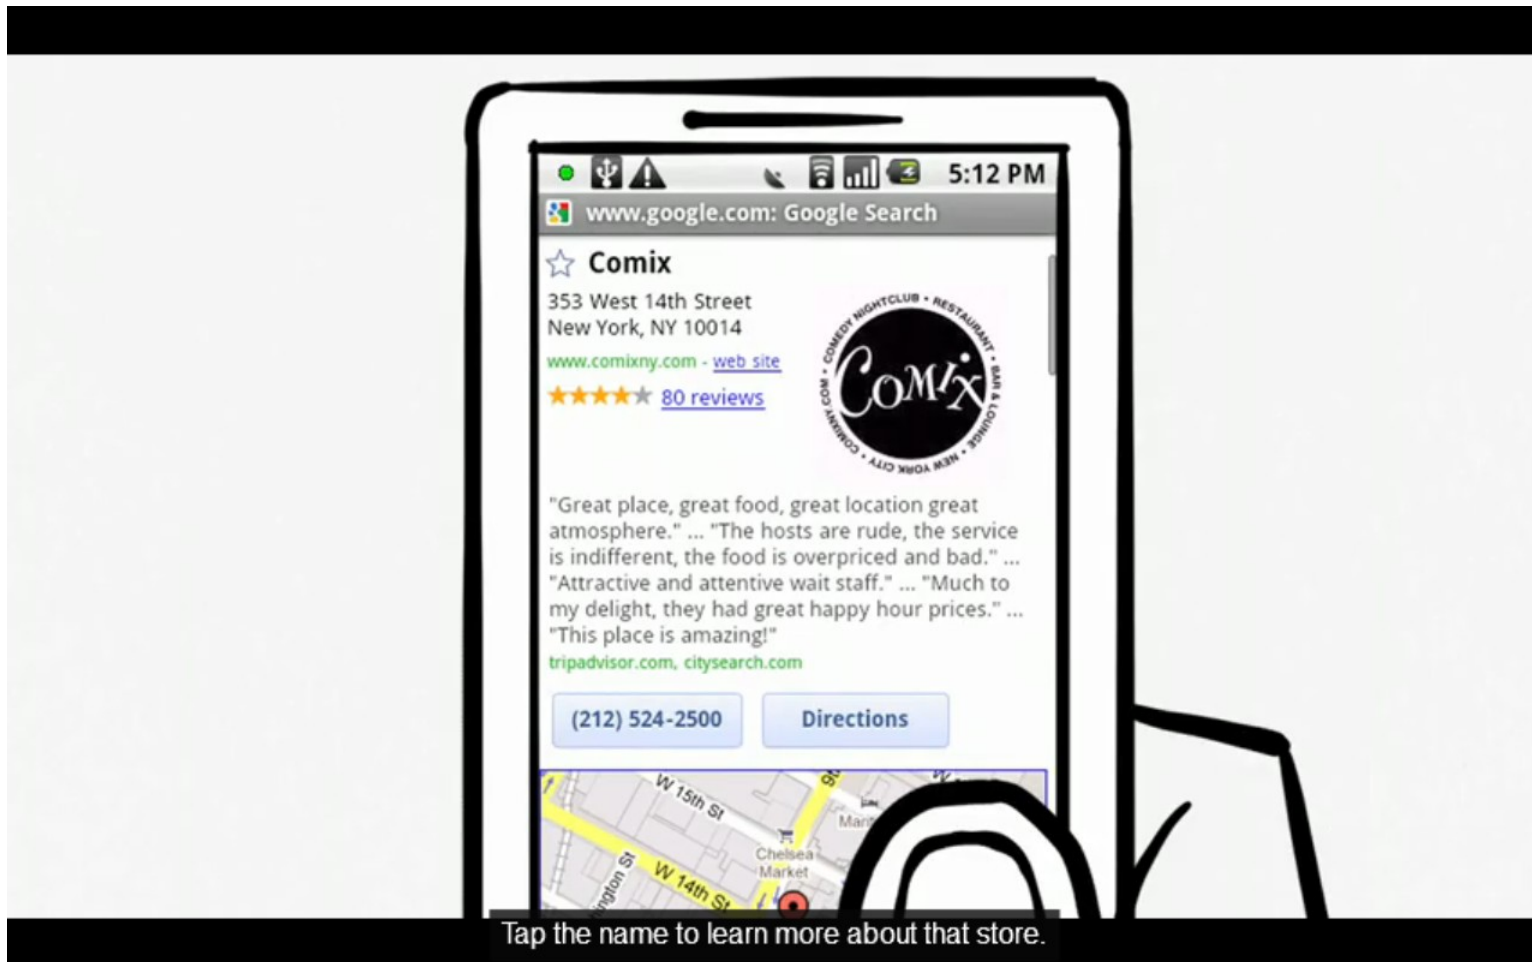 5:12 PM
www.google.com: Google Search
Comix
353 West 14th Street
New York, NY 10014
www.comixny.com - web site
80 reviews
COMEDY NIGHTCLUB • RESTAURANT • BAR & LOUNGE • NEW YORK CITY • COMIXNY.COM •
COMIX
"Great place, great food, great location great
atmosphere." ... "The hosts are rude, the service
is indifferent, the food is overpriced and bad." ...
"Attractive and attentive wait staff." ... "Much to
my delight, they had great happy hour prices." ...
"This place is amazing!"
tripadvisor.com, citysearch.com
(212) 524-2500 Directions
W 15th St
Chelsea
Market
W 14th St
Tap the name to learn more about that store.